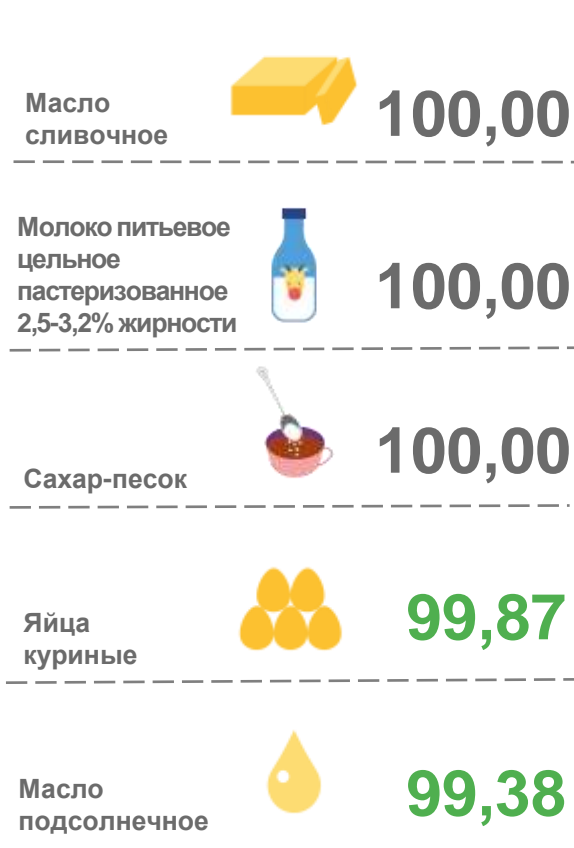 Масло
сливочное
100,00
Молоко питьевое
цельное
пастеризованное
2,5-3,2% жирности
100,00
Сахар-песок
100,00
Яйца
куриные
99,87
Масло
подсолнечное
99,38